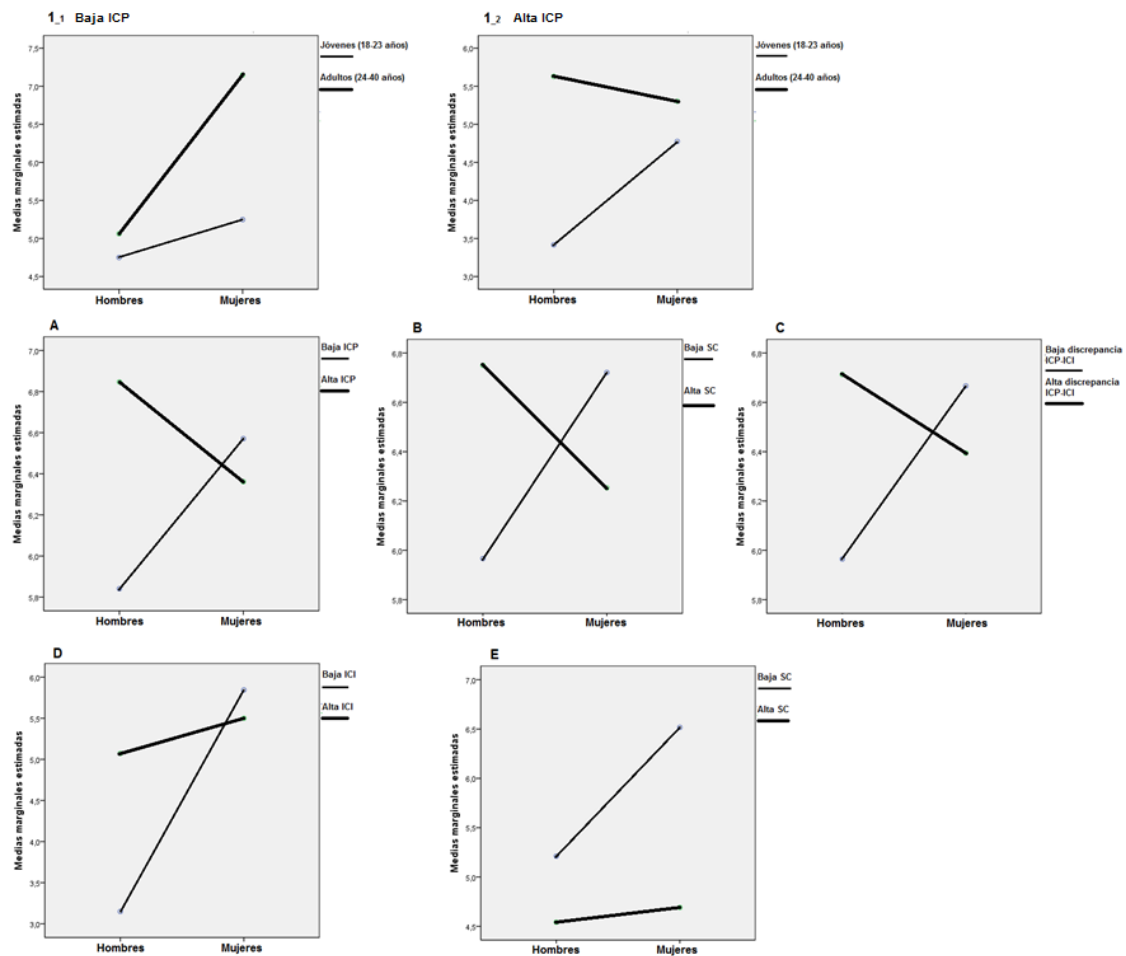 1_1 Baja ICP
Jóvenes (18-23 años)
Adultos (24-40 años)
Medias marginales estimadas
7,5
7,0
6,5
6,0
5,5
5,0
4,5
Hombres Mujeres
1_2 Alta ICP
Jóvenes (18-23 años)
Adultos (24-40 años)
Medias marginales estimadas
6,0
5,5
5,0
4,5
4,0
3,5
3,0
Hombres Mujeres
A
Baja ICP
Alta ICP
Medias marginales estimadas
7,0
6,8
6,6
6,4
6,2
6,0
5,8
Hombres Mujeres
B
Baja SC
Alta SC
Medias marginales estimadas
6,8
6,6
6,4
6,2
6,0
5,8
Hombres Mujeres
C
Baja discrepancia
ICP-ICI
Alta discrepancia
ICP-ICI
Medias marginales estimadas
6,8
6,6
6,4
6,2
6,0
5,8
Hombres Mujeres
D
Baja ICI
Alta ICI
Medias marginales estimadas
6,0
5,5
5,0
4,5
4,0
3,5
3,0
Hombres Mujeres
E
Baja SC
Alta SC
Medias marginales estimadas
7,0
6,5
6,0
5,5
5,0
4,5
Hombres Mujeres